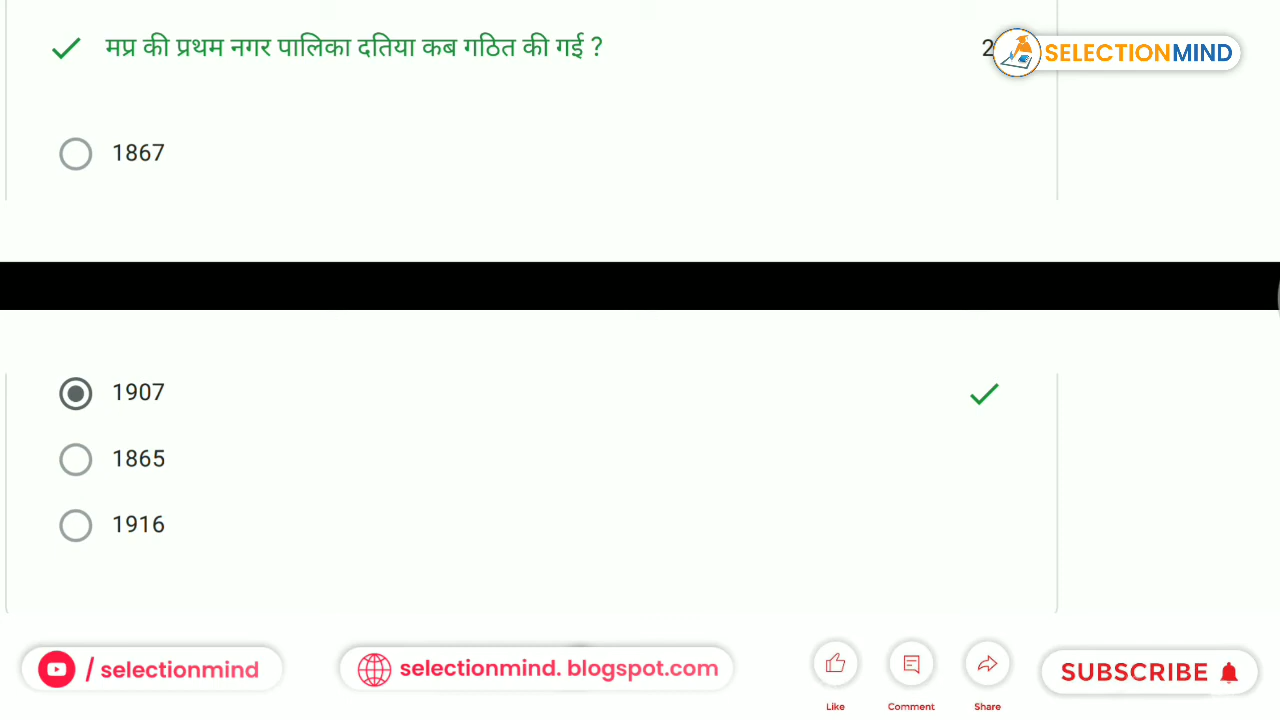 मप्र की प्रथम नगर पालिका दतिया कब गठित की गई ?
2
SELECTIONMIND
1867
1907
1865
1916
/ selectionmind
selectionmind. blogspot.com
Like
Comment
Share
SUBSCRIBE